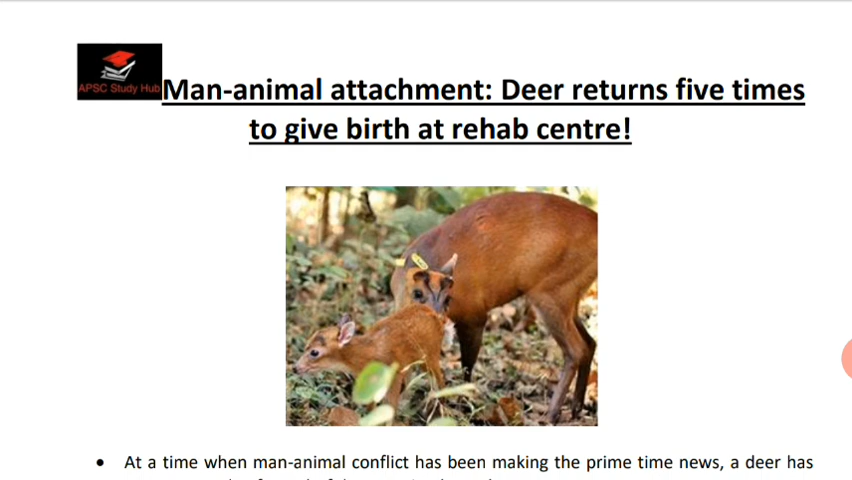 APSC Study Hub
Man-animal attachment: Deer returns five times
to give birth at rehab centre!
• At a time when man-animal conflict has been making the prime time news, a deer has